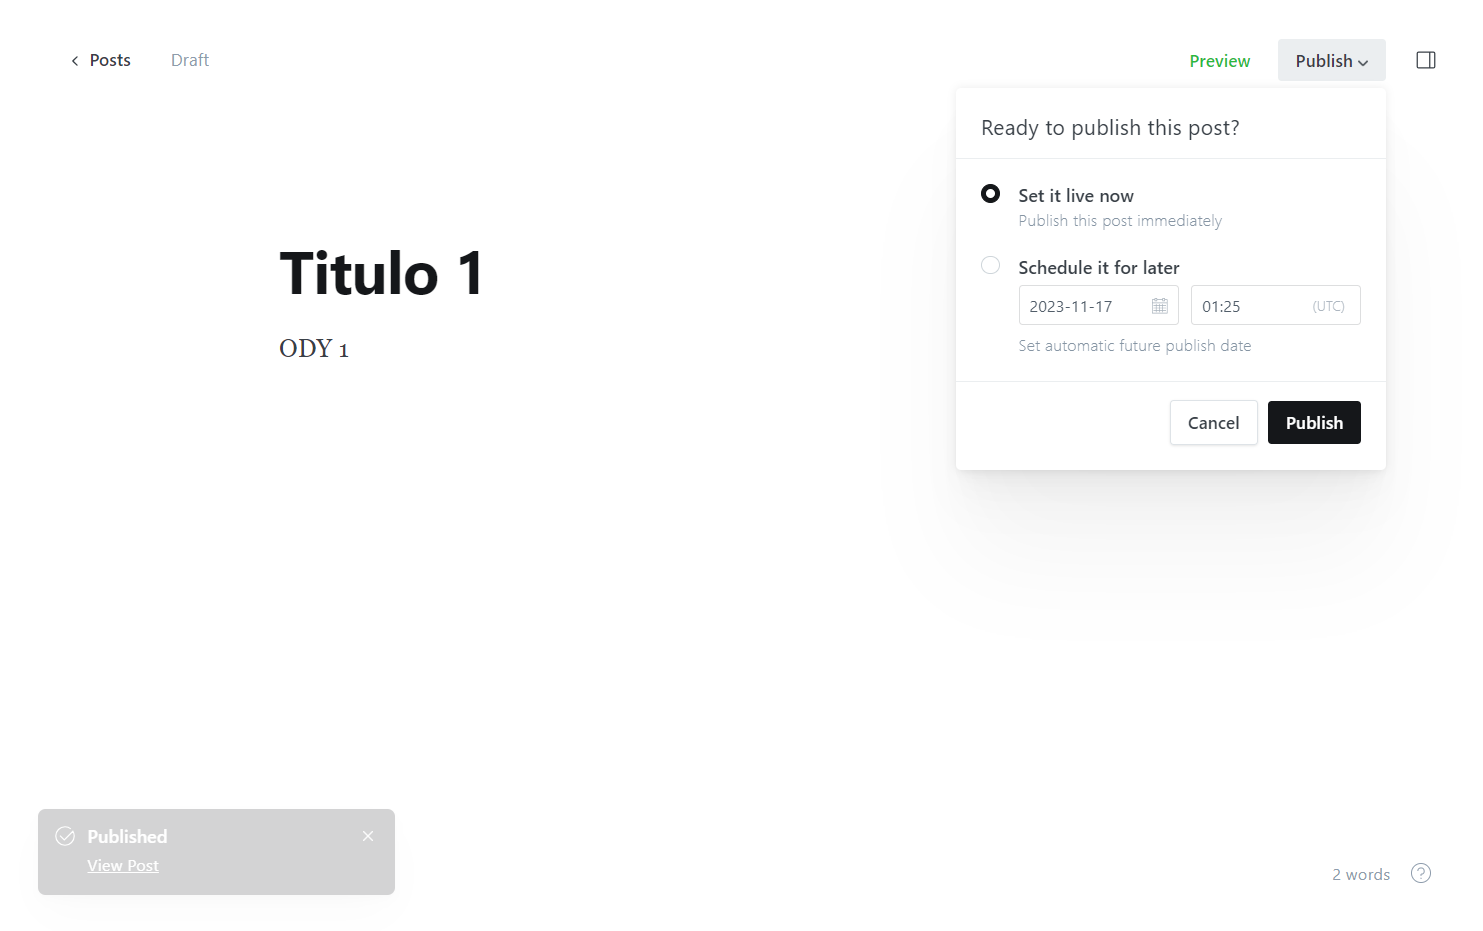 Posts Draft Preview Publish
Ready to publish this post?
Set it live now
Publish this post immediately
Schedule it for later
2023-11-17 01:25 (UTC)
Set automatic future publish date
Cancel Publish
Titulo 1
ODY 1
Published
View Post
2 words ?